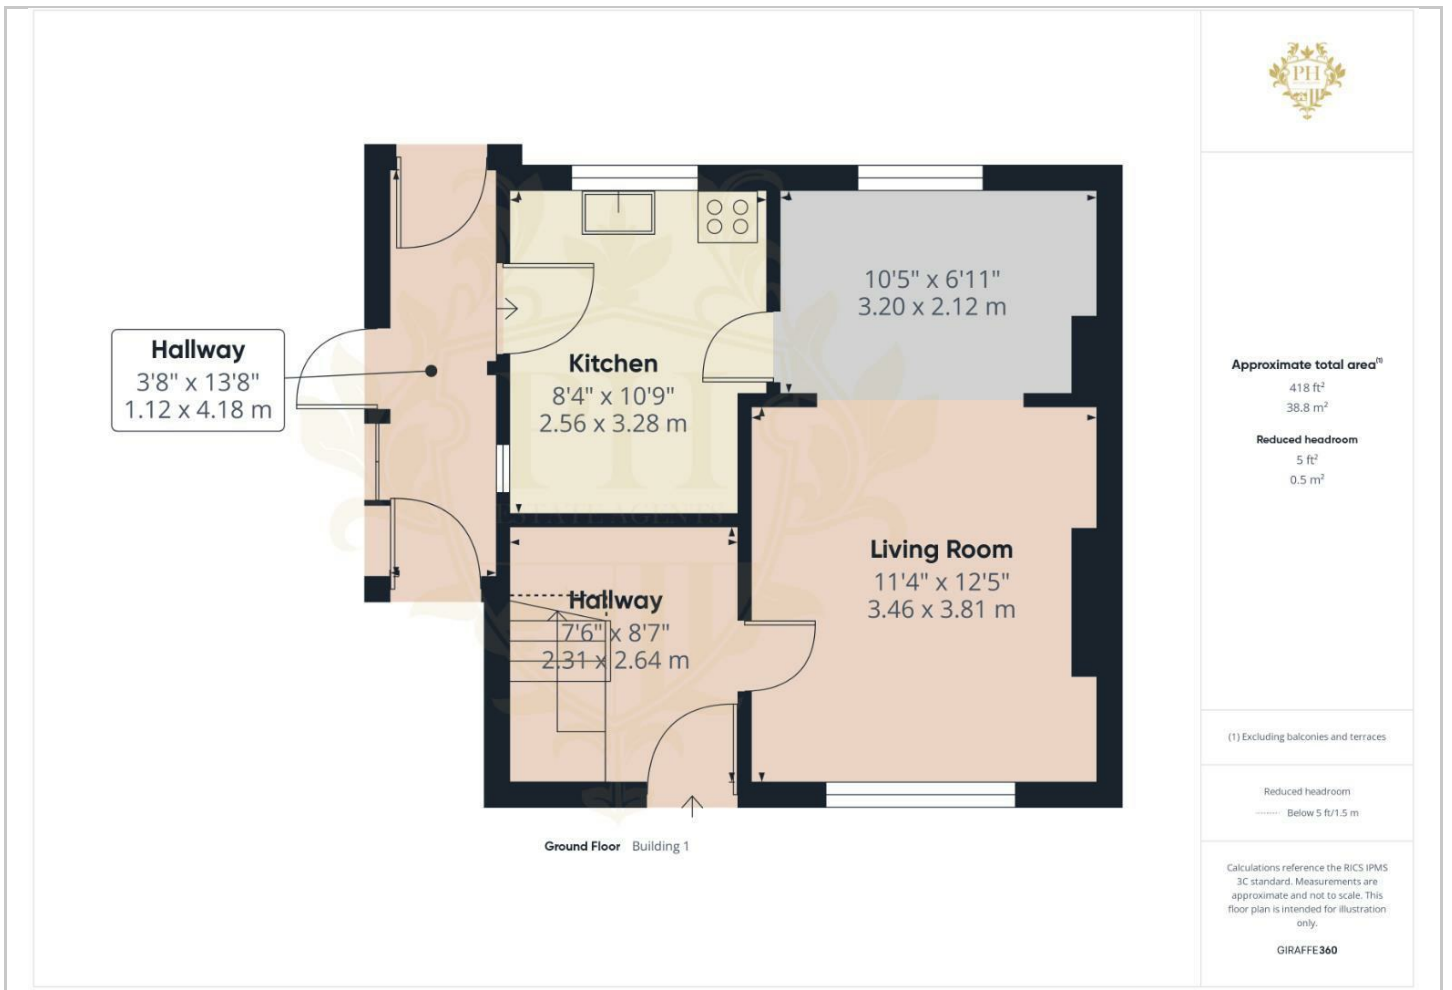 PH
10'5" x 6'11"
3.20 x 2.12 m
Hallway
3'8" x 13'8"
1.12 x 4.18 m
Kitchen
8'4" x 10'9"
2.56 x 3.28 m
PH
ESTATE AGENTS
Living Room
11'4" x 12'5"
3.46 x 3.81 m
Hallway
7'6" x 8'7"
2.31 x 2.64 m
Ground Floor Building 1
Approximate total area(1)
418 ft²
38.8 m²
Reduced headroom
5 ft²
0.5 m²
(1) Excluding balconies and terraces
Reduced headroom
Below 5 ft/1.5 m
Calculations reference the RICS IPMS
3C standard. Measurements are
approximate and not to scale. This
floor plan is intended for illustration
only.
GIRAFFE360